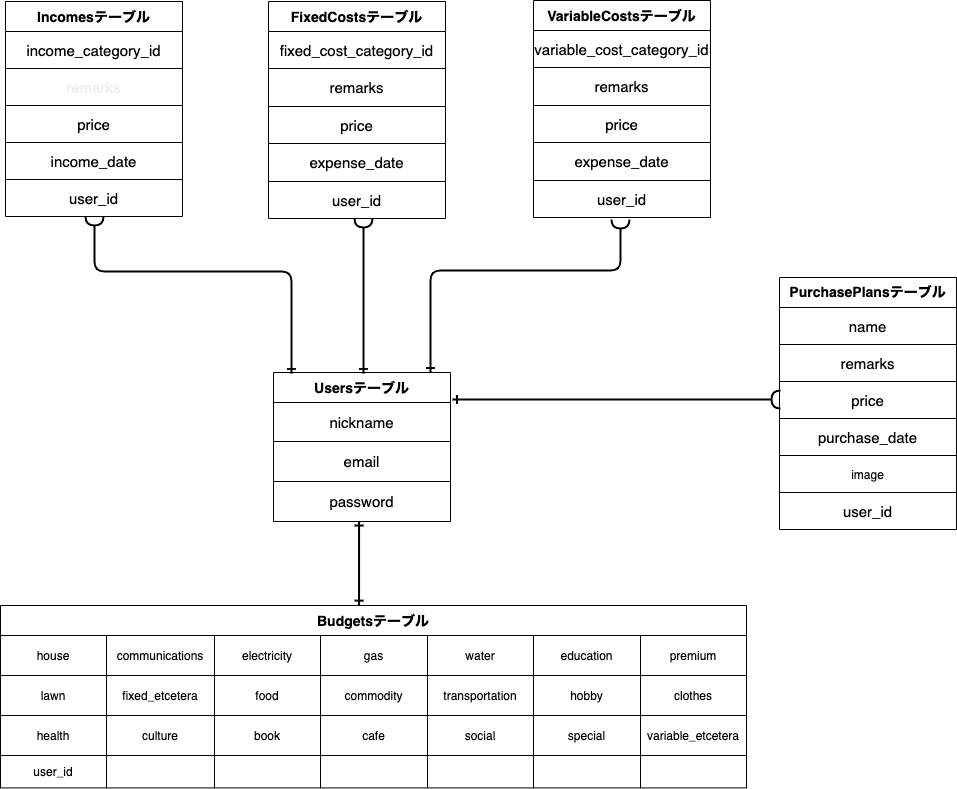 Incomesテーブル
income_category_id
remarks
price
income_date
user_id
FixedCostsテーブル
fixed_cost_category_id
remarks
price
expense_date
user_id
VariableCostsテーブル
variable_cost_category_id
remarks
price
expense_date
user_id
PurchasePlansテーブル
name
remarks
price
purchase_date
image
user_id
Usersテーブル
nickname
email
password
Budgetsテーブル
house communications electricity gas water education premium
lawn fixed_etcetera food commodity transportation hobby clothes
health culture book cafe social special variable_etcetera
user_id